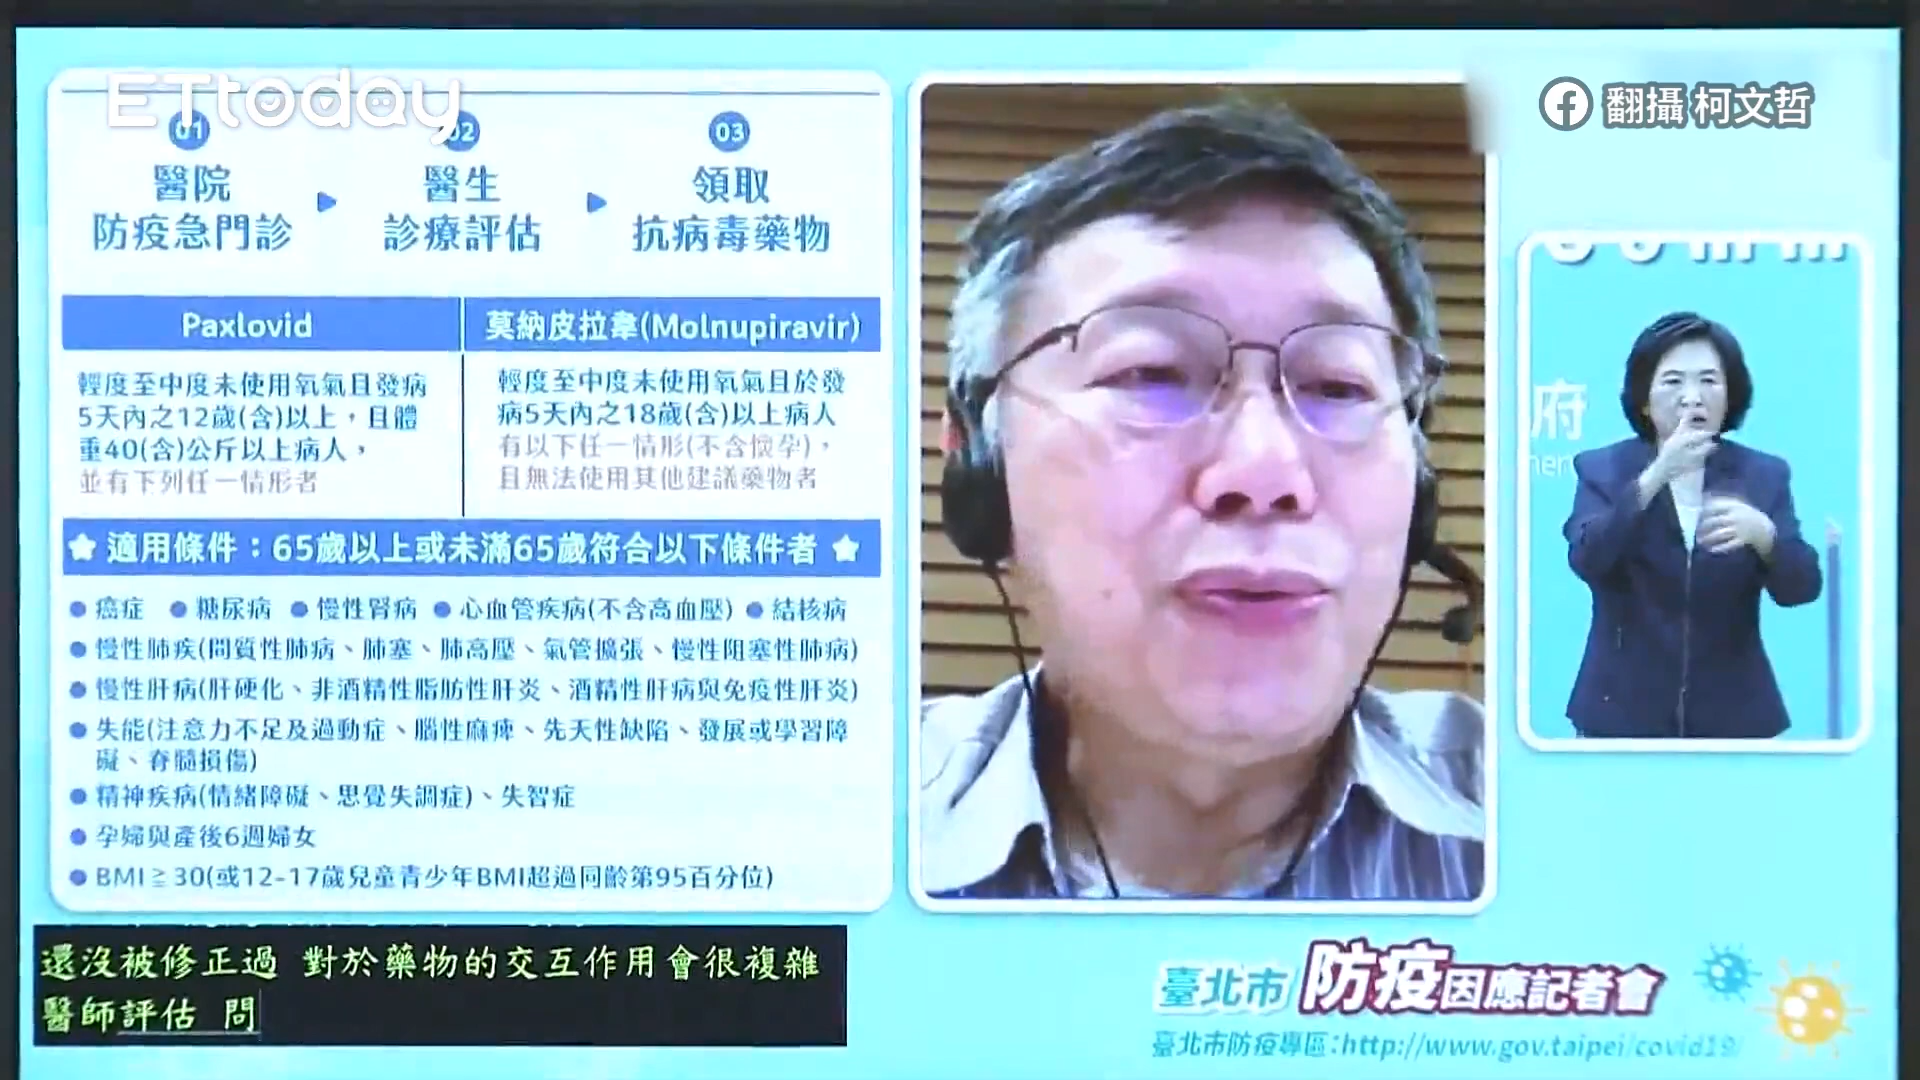 ETtoday
翻攝 柯文哲
01
醫院
防疫急門診
02
醫生
診療評估
03
領取
抗病毒藥物
Paxlovid
輕度至中度未使用氧氣且發病
5天內之12歲(含)以上，且體
重40(含)公斤以上病人，
並有下列任一情形者
莫納皮拉韋(Molnupiravir)
輕度至中度未使用氧氣且於發
病5天內之18歲(含)以上病人
有以下任一情形(不含懷孕)，
且無法使用其他建議藥物者
適用條件：65歲以上或未滿65歲符合以下條件者
癌症 糖尿病 慢性腎病 心血管疾病(不含高血壓) 結核病
慢性肺疾(間質性肺病、肺塞、肺高壓、氣管擴張、慢性阻塞性肺病)
慢性肝病(肝硬化、非酒精性脂肪性肝炎、酒精性肝病與免疫性肝炎)
失能(注意力不足及過動症、腦性麻痺、先天性缺陷、發展或學習障
礙、脊髓損傷)
精神疾病(情緒障礙、思覺失調症)、失智症
孕婦與產後6週婦女
BMI≧30(或12-17歲兒童青少年BMI超過同齡第95百分位)
府
還沒被修正過 對於藥物的交互作用會很複雜
醫師評估 問
臺北市防疫因應記者會
臺北市防疫專區:http://www.gov.taipei/covid19/